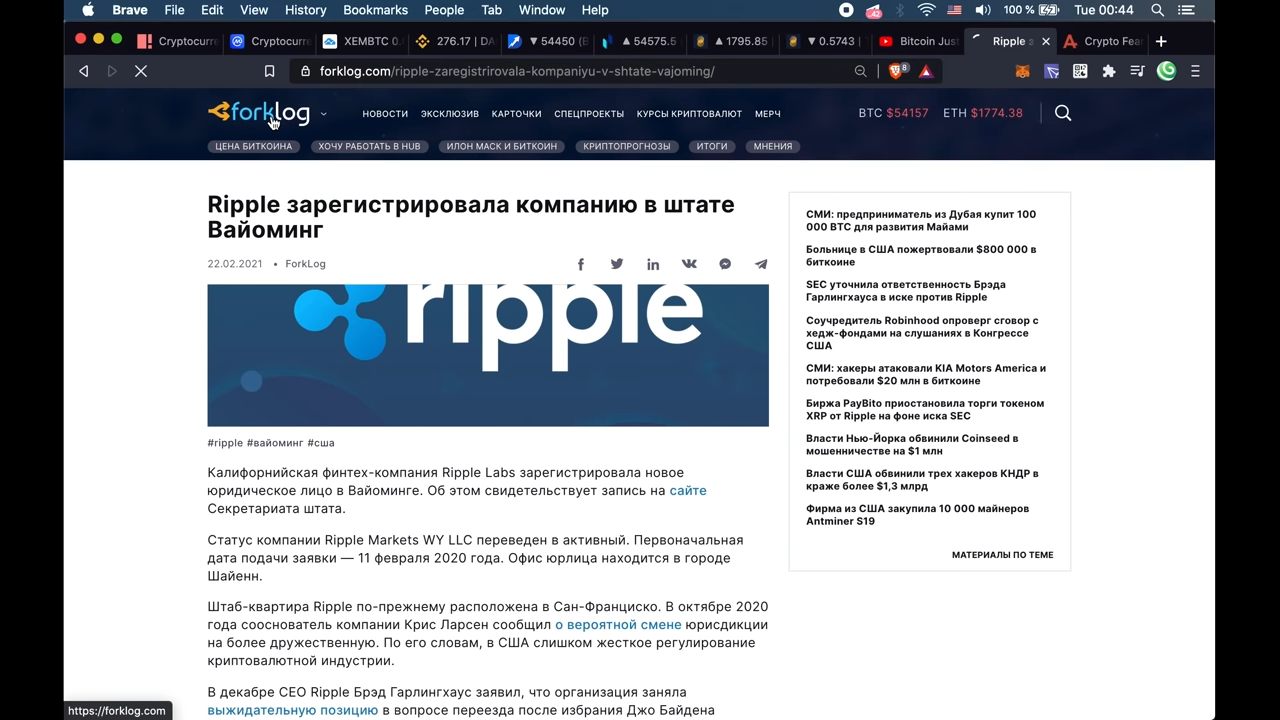 Brave File Edit View History Bookmarks People Tab Window Help
42
100 %
Tue 00:44
Cryptocurre
Cryptocurre
XEMBTC 0.
276.17 | DA
▼ 54450 (B
▲ 54575.5
▲ 1795.85
▼ 0.5743 |
Bitcoin Just
Ripple a
Crypto Fear
forklog.com/ripple-zaregistrirovala-kompaniyu-v-shtate-vajoming/
8
forklog
НОВОСТИ ЭКСКЛЮЗИВ КАРТОЧКИ СПЕЦПРОЕКТЫ КУРСЫ КРИПТОВАЛЮТ МЕРЧ
BTC $54157 ETH $1774.38
ЦЕНА БИТКОИНА ХОЧУ РАБОТАТЬ В HUB ИЛОН МАСК И БИТКОИН КРИПТОПРОГНОЗЫ ИТОГИ МНЕНИЯ
Ripple зарегистрировала компанию в штате
Вайоминг
22.02.2021 • ForkLog
ripple
#ripple #вайоминг #сша
Калифорнийская финтех-компания Ripple Labs зарегистрировала новое
юридическое лицо в Вайоминге. Об этом свидетельствует запись на сайте
Секретариата штата.
Статус компании Ripple Markets WY LLC переведен в активный. Первоначальная
дата подачи заявки — 11 февраля 2020 года. Офис юрлица находится в городе
Шайенн.
Штаб-квартира Ripple по-прежнему расположена в Сан-Франциско. В октябре 2020
года сооснователь компании Крис Ларсен сообщил о вероятной смене юрисдикции
на более дружественную. По его словам, в США слишком жесткое регулирование
криптовалютной индустрии.
В декабре CEO Ripple Брэд Гарлингхаус заявил, что организация заняла
выжидательную позицию в вопросе переезда после избрания Джо Байдена
СМИ: предприниматель из Дубая купит 100
000 BTC для развития Майами
Больнице в США пожертвовали $800 000 в
биткоине
SEC уточнила ответственность Брэда
Гарлингхауса в иске против Ripple
Соучредитель Robinhood опроверг сговор с
хедж-фондами на слушаниях в Конгрессе
США
СМИ: хакеры атаковали KIA Motors America и
потребовали $20 млн в биткоине
Биржа PayBito приостановила торги токеном
XRP от Ripple на фоне иска SEC
Власти Нью-Йорка обвинили Coinseed в
мошенничестве на $1 млн
Власти США обвинили трех хакеров КНДР в
краже более $1,3 млрд
Фирма из США закупила 10 000 майнеров
Antminer S19
МАТЕРИАЛЫ ПО ТЕМЕ
https://forklog.com